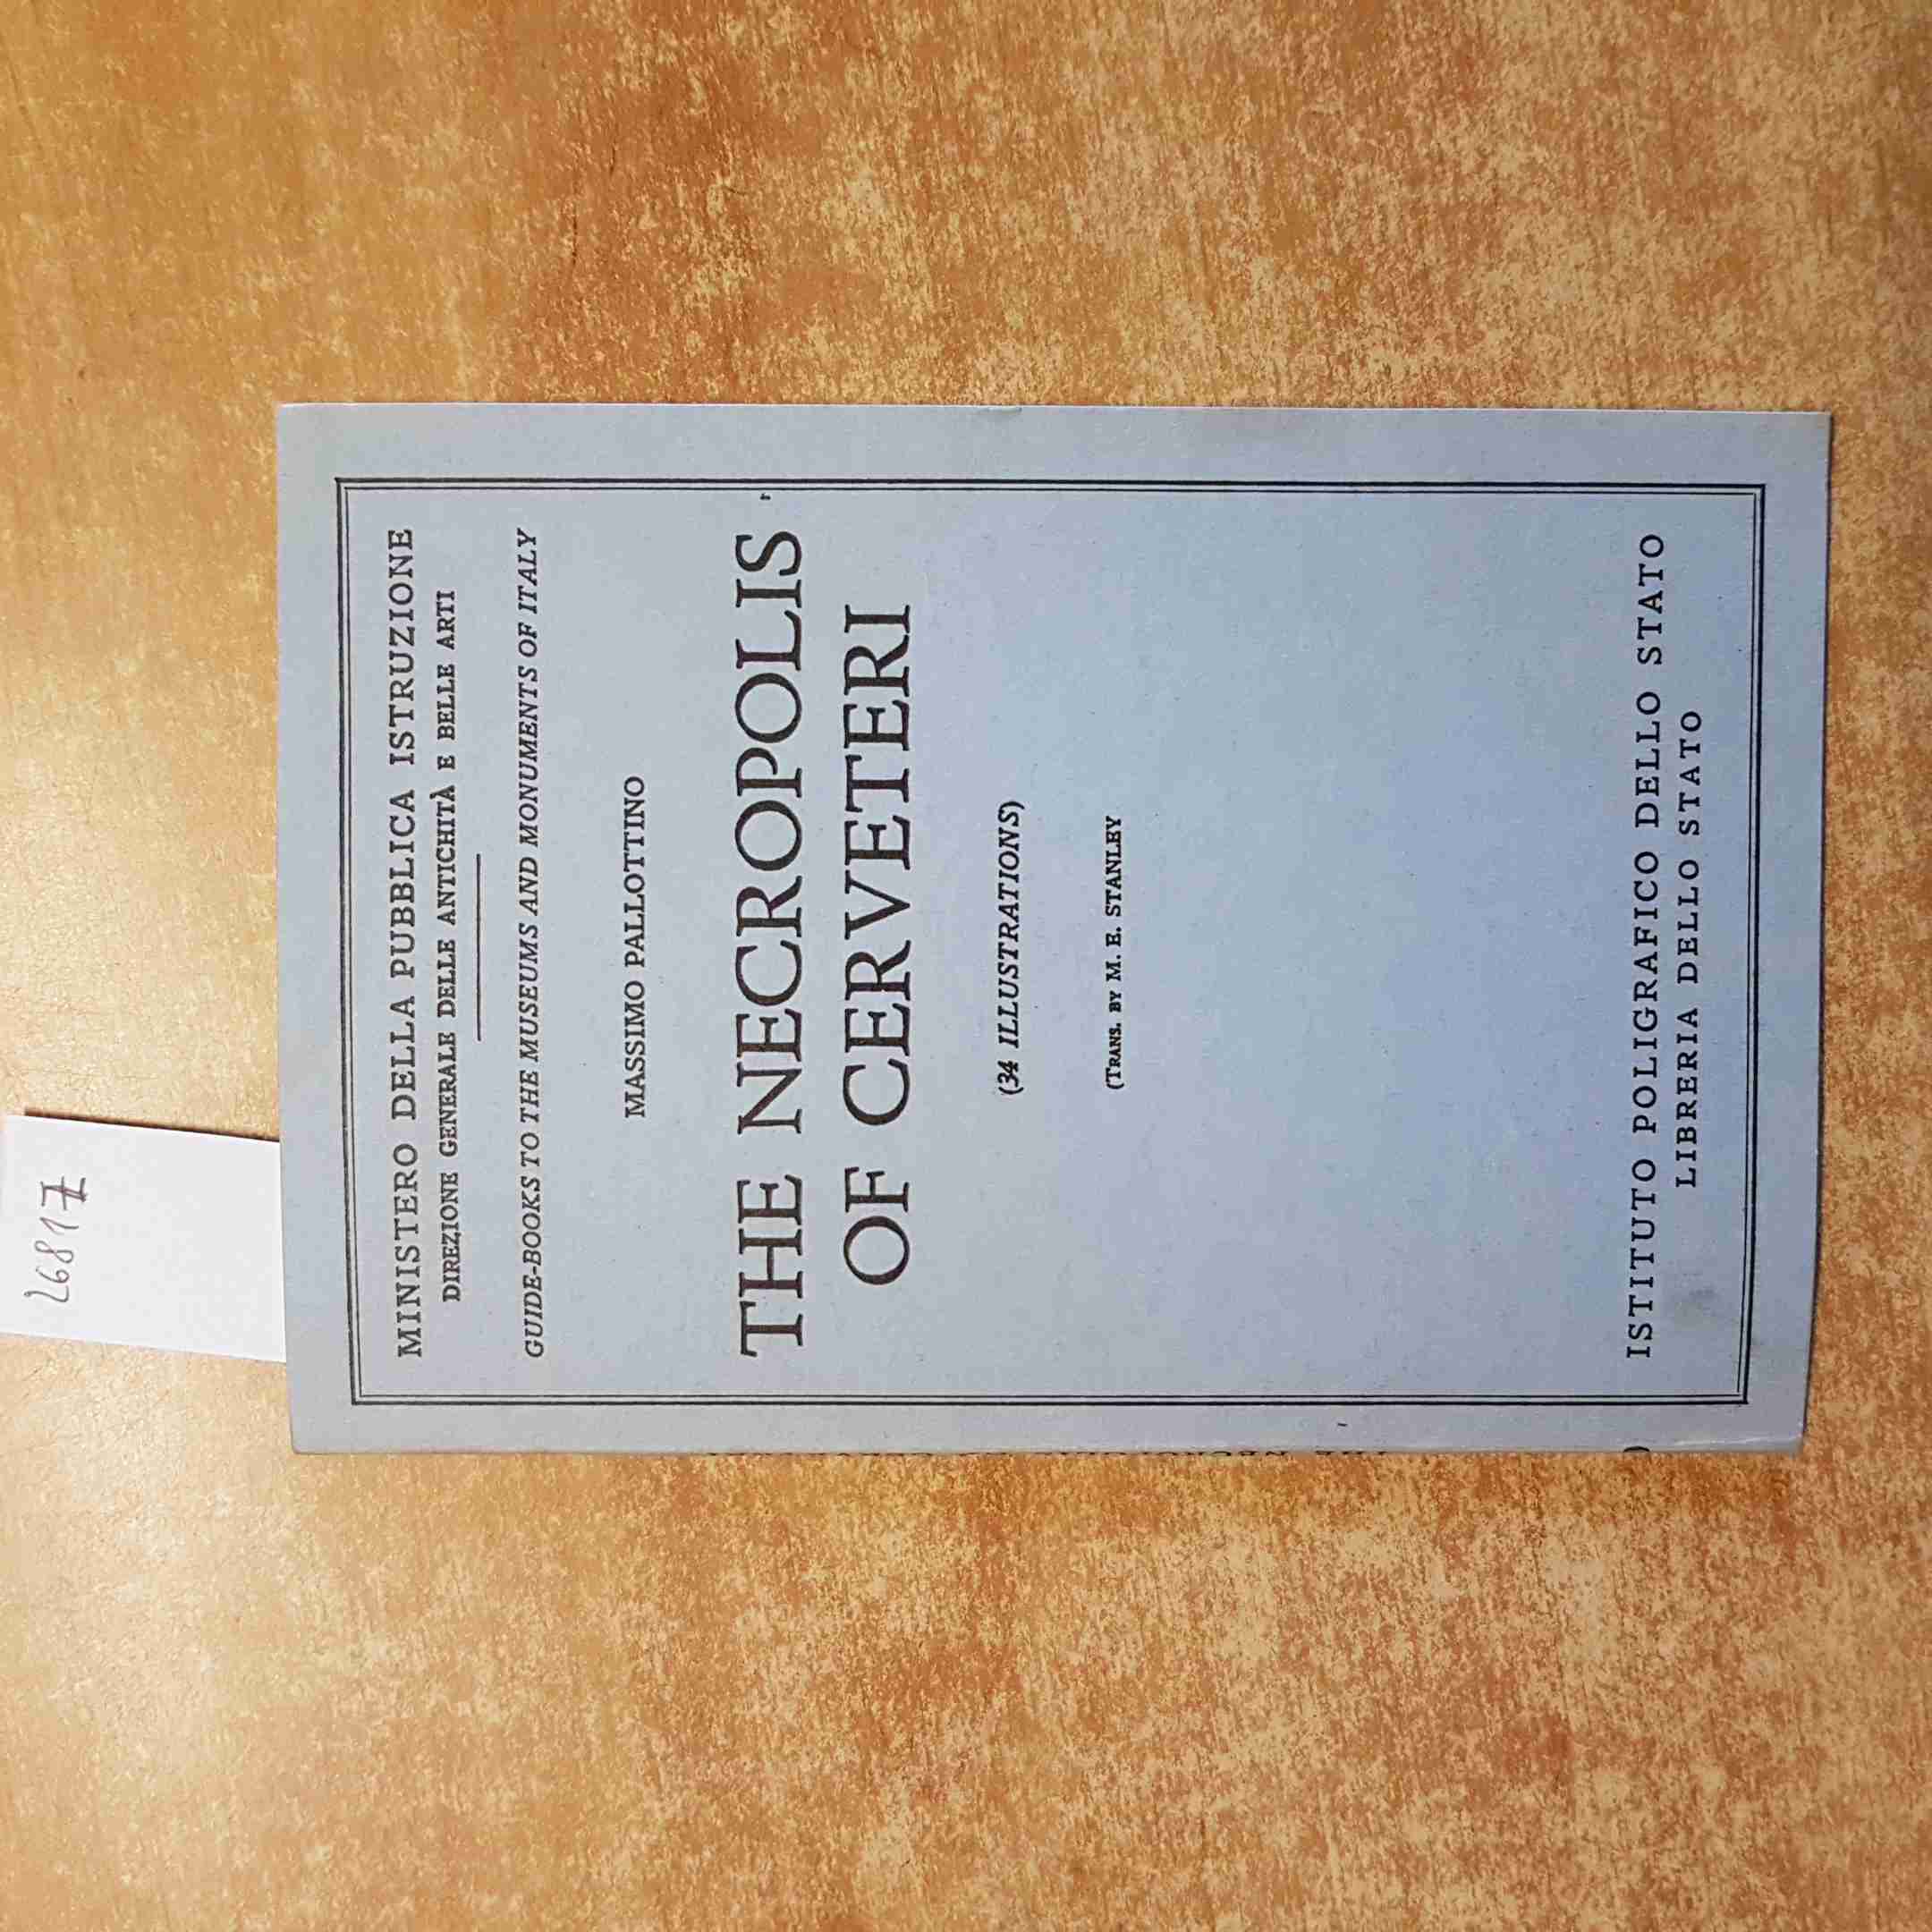 26817
MINISTERO DELLA PUBBLICA ISTRUZIONE
DIREZIONE GENERALE DELLE ANTICHITÀ E BELLE ARTI
GUIDE-BOOKS TO THE MUSEUMS AND MONUMENTS OF ITALY
MASSIMO PALLOTTINO
THE NECROPOLIS
OF CERVETERI
(34 ILLUSTRATIONS)
(TRANS. BY M. E. STANLEY)
ISTITUTO POLIGRAFICO DELLO STATO
LIBRERIA DELLO STATO